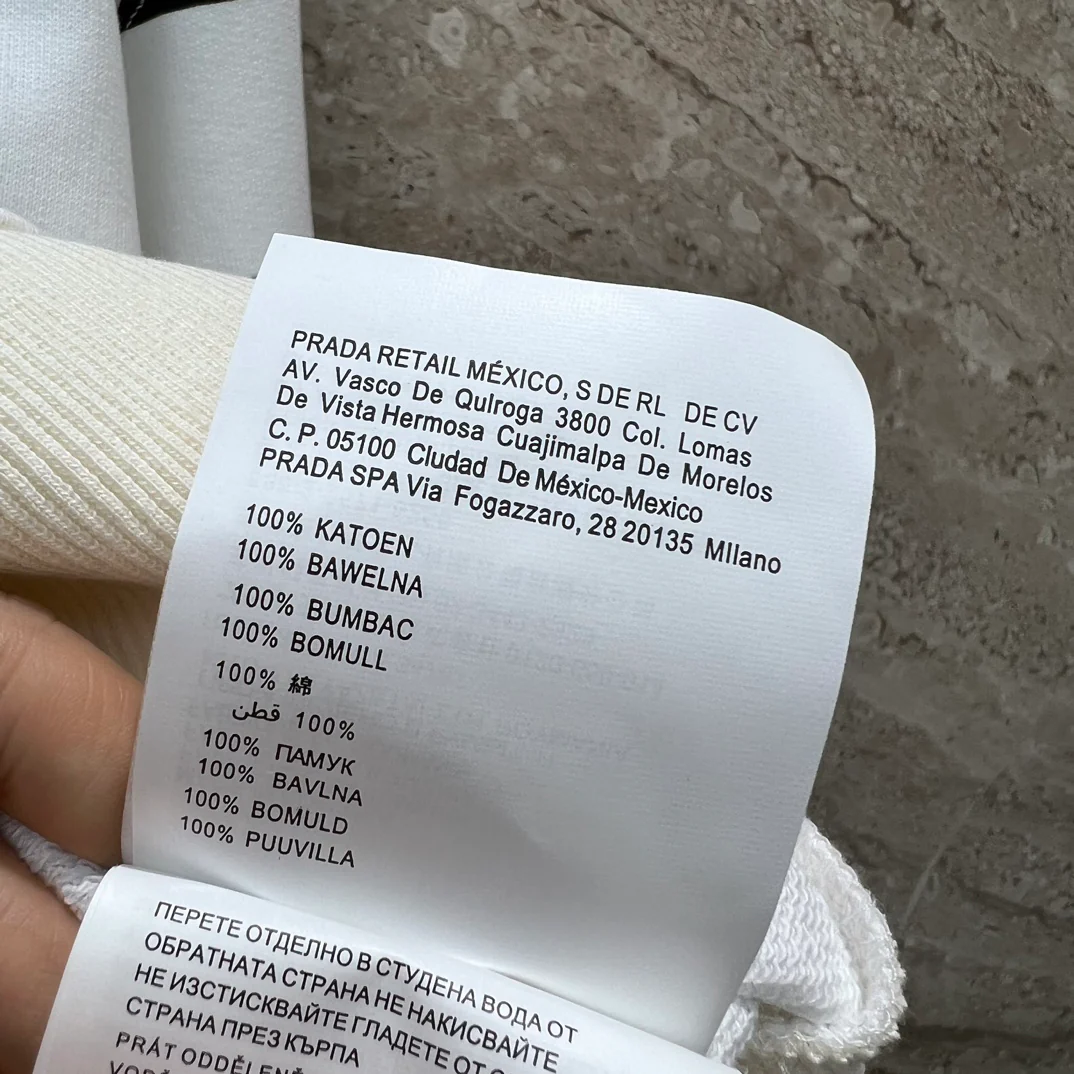 PRADA RETAIL MÉXICO, S DE RL DE CV
AV. Vasco De Qulroga 3800 Col. Lomas
De Vista Hermosa Cuajimalpa De Morelos
C. P. 05100 Cludad De México-Mexico
PRADA SPA Via Fogazzaro, 28 20135 MIlano
100% KATOEN
100% BAWELNA
100% BUMBAC
100% BOMULL
100% 綿
100% قطن
100% ПАМУК
100% BAVLNA
100% BOMULD
100% PUUVILLA
ПЕРЕТЕ ОТДЕЛНО В СТУДЕНА ВОДА ОТ
ОБРАТНАТА СТРАНА НЕ НАКИСВАЙТЕ
НЕ ИЗСТИСКВАЙТЕ ГЛАДЕТЕ ОТ
СТРАНА ПРЕЗ КЪРПА
PRÁT ODDĚLENĚ